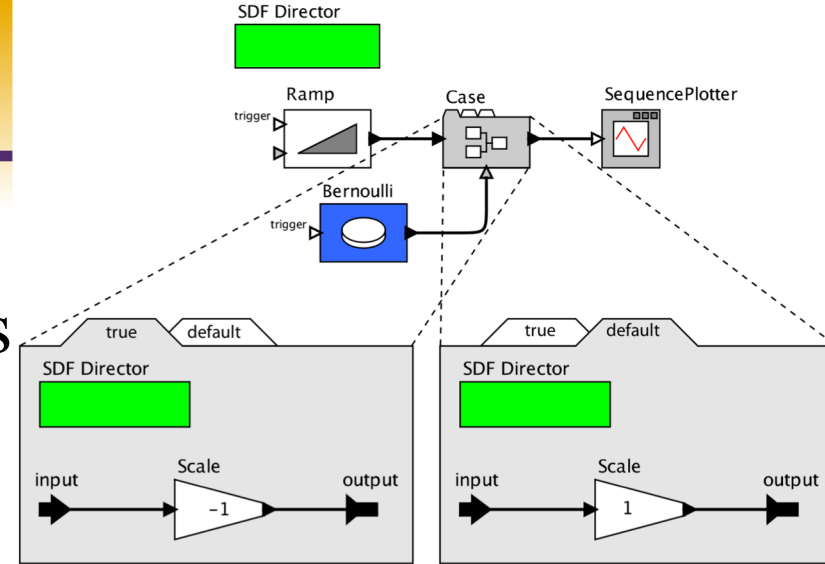 SDF Director
Ramp
Case
SequencePlotter
trigger
Bernoulli
trigger
s
true
default
true
default
SDF Director
SDF Director
input
Scale
output
input
Scale
output
-1
1